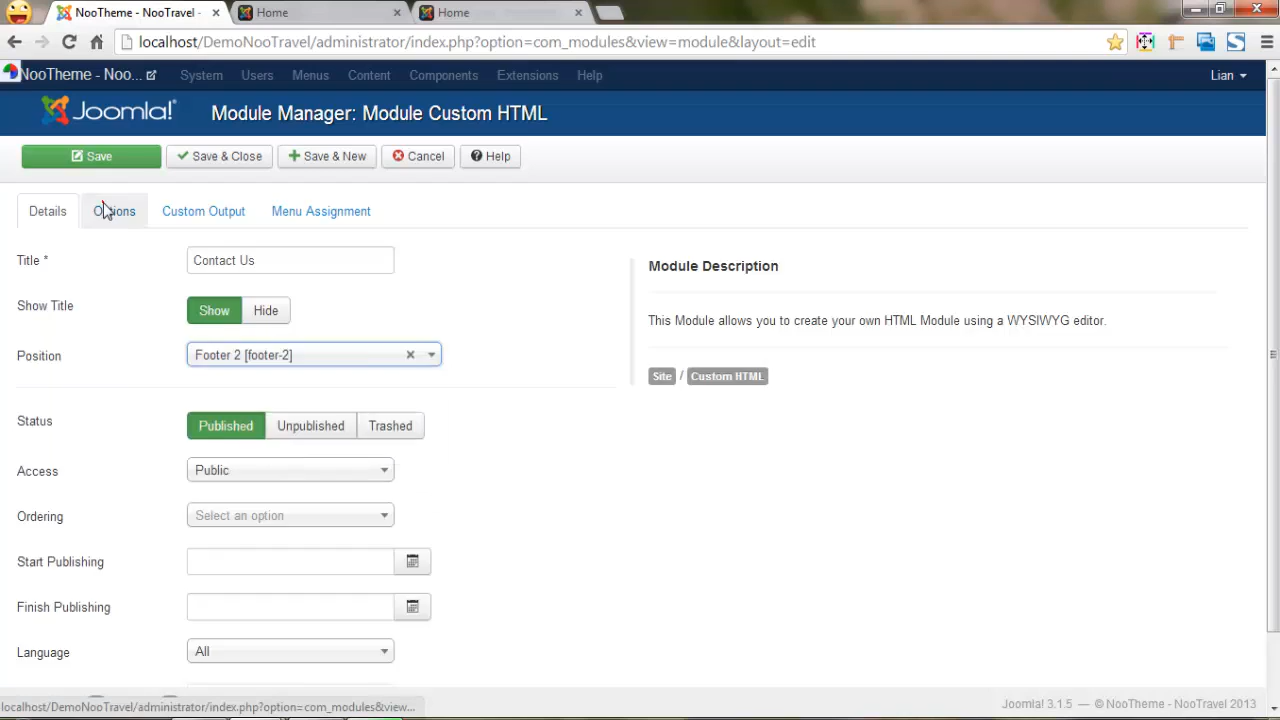 NooTheme - NooTravel - ×
Home ×
Home ×
localhost/DemoNooTravel/administrator/index.php?option=com_modules&view=module&layout=edit
NooTheme - Noo... System Users Menus Content Components Extensions Help Lian
Joomla!® Module Manager: Module Custom HTML
Save Save & Close Save & New Cancel Help
Details Options Custom Output Menu Assignment
Title * Contact Us
Module Description
Show Title Show Hide
This Module allows you to create your own HTML Module using a WYSIWYG editor.
Position Footer 2 [footer-2]
Site / Custom HTML
Status Published Unpublished Trashed
Access Public
Ordering Select an option
Start Publishing
Finish Publishing
Language All
localhost/DemoNooTravel/administrator/index.php?option=com_modules&view...
Joomla! 3.1.5 — © NooTheme - NooTravel 2013